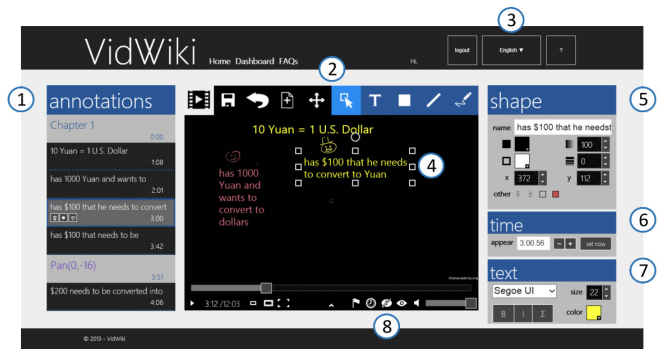 3
VidWiki Home Dashboard FAQs Hi, logout English ▼ ?
2
1
annotations
Chapter 1
0:00
10 Yuan = 1 U.S. Dollar
1:08
has 1000 Yuan and wants to
2:01
has $100 that he needs to convert
3:00
has $100 that he needs to be
3:42
Pan(0,-16)
3:51
$200 needs to be converted into
4:06
T
10 Yuan = 1 U.S. Dollar
has $100 that he needs
to convert to Yuan
4
has 1000
Yuan and
wants to
convert to
dollars
khanacademy.org
3:12 /12:03
8
5
shape
name has $100 that he needst
100
0
x 372 y 112
other
6
time
appear 3:00.56 − + set now
7
text
Segoe UI size 22
B I Σ color
© 2013 - VidWiki